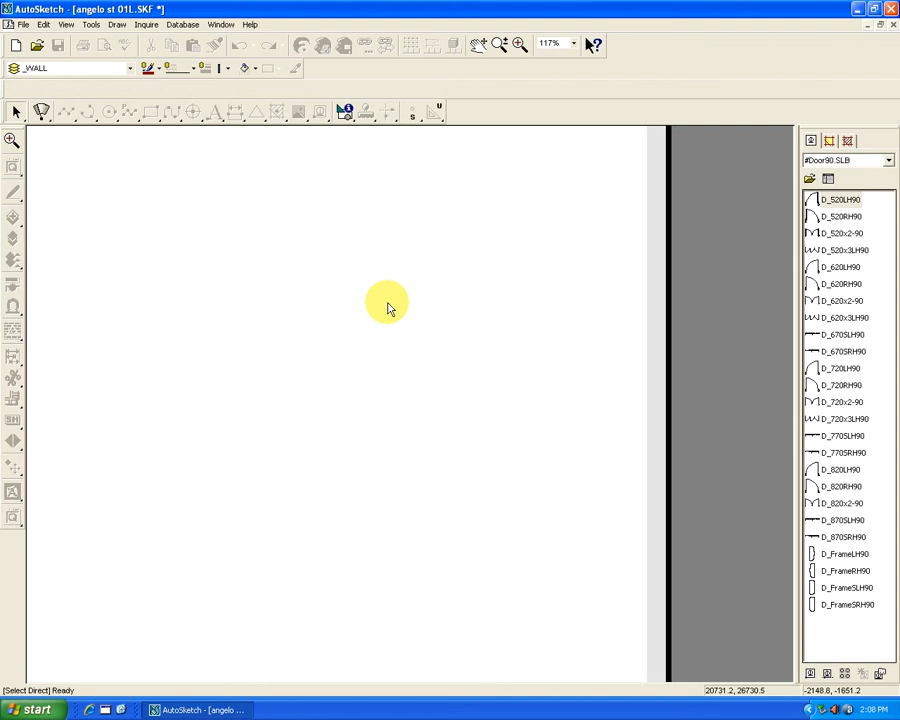 AutoSketch - [angelo st 01L.SKF *]
File Edit View Tools Draw Inquire Database Window Help
117%
_WALL
#Door90.SLB
D_520LH90
D_520RH90
D_520x2-90
D_520x3LH90
D_620LH90
D_620RH90
D_620x2-90
D_620x3LH90
D_670SLH90
D_670SRH90
D_720LH90
D_720RH90
D_720x2-90
D_720x3LH90
D_770SLH90
D_770SRH90
D_820LH90
D_820RH90
D_820x2-90
D_870SLH90
D_870SRH90
D_FrameLH90
D_FrameRH90
D_FrameSLH90
D_FrameSRH90
[Select Direct] Ready
20731.2, 26730.5
-2148.8, -1651.2
start
AutoSketch - [angelo ...
2:08 PM